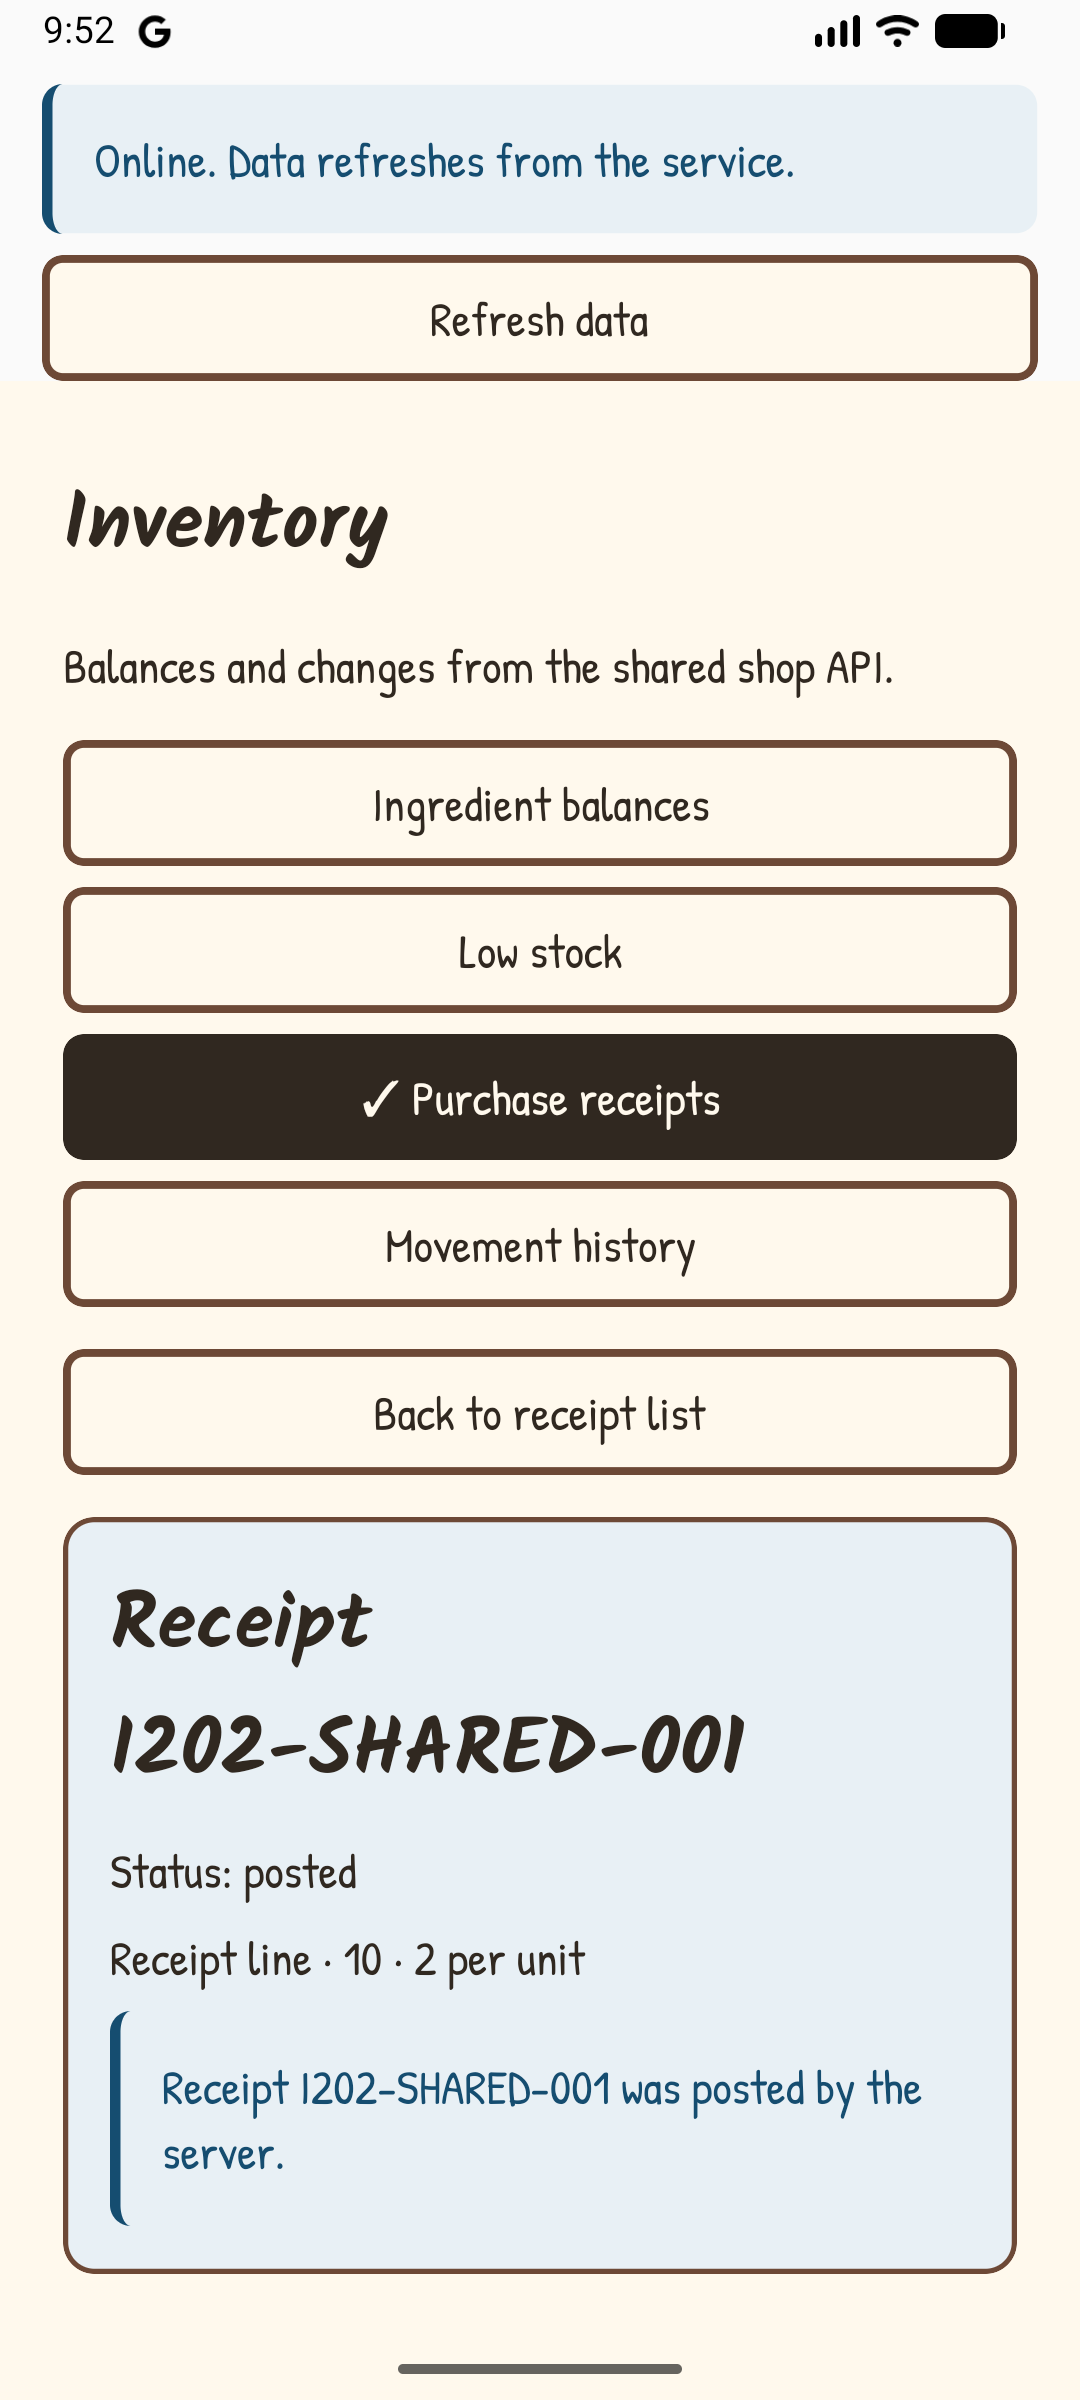 9:52
Online. Data refreshes from the service.
Refresh data
Inventory
Balances and changes from the shared shop API.
Ingredient balances
Low stock
✓ Purchase receipts
Movement history
Back to receipt list
Receipt
1202-SHARED-001
Status: posted
Receipt line · 10 · 2 per unit
Receipt 1202-SHARED-001 was posted by the
server.